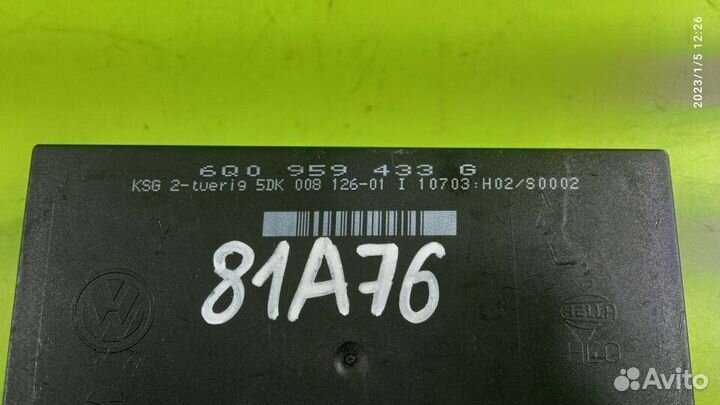 2023/1/5 12:26
6Q0 959 433 G
KSG 2-tuerig 5DK 008 126-01 I 10703:H02/S0002
81A76
VW
HELLA
Avito